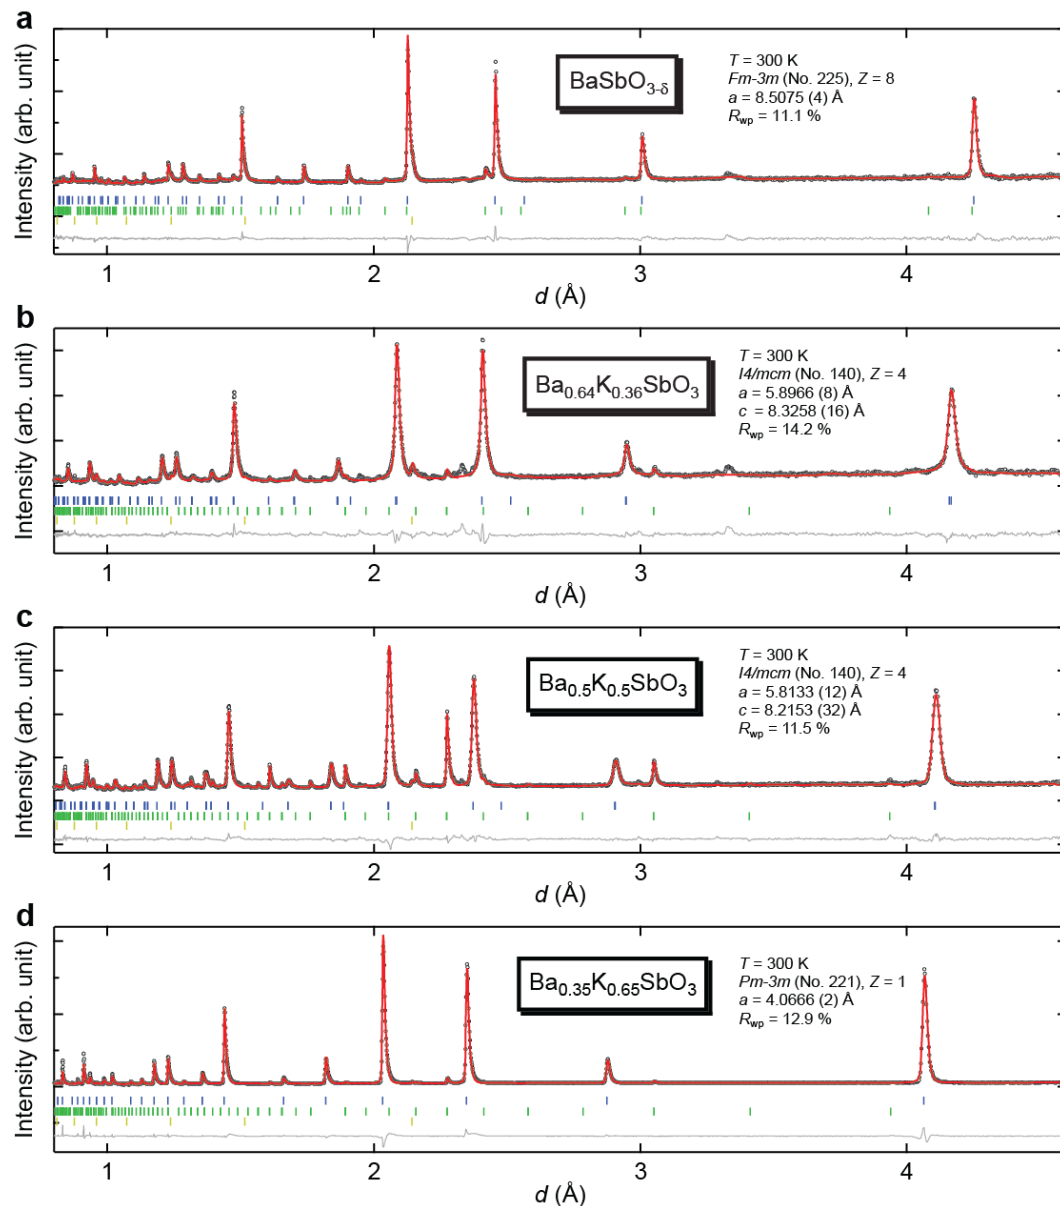 a
Intensity (arb. unit)
BaSbO₃₋δ
T = 300 K
Fm-3m (No. 225), Z = 8
a = 8.5075 (4) Å
Rwp = 11.1 %
1 2 3 4
d (Å)
b
Intensity (arb. unit)
Ba₀.₆₄K₀.₃₆SbO₃
T = 300 K
I4/mcm (No. 140), Z = 4
a = 5.8966 (8) Å
c = 8.3258 (16) Å
Rwp = 14.2 %
1 2 3 4
d (Å)
c
Intensity (arb. unit)
Ba₀.₅K₀.₅SbO₃
T = 300 K
I4/mcm (No. 140), Z = 4
a = 5.8133 (12) Å
c = 8.2153 (32) Å
Rwp = 11.5 %
1 2 3 4
d (Å)
d
Intensity (arb. unit)
Ba₀.₃₅K₀.₆₅SbO₃
T = 300 K
Pm-3m (No. 221), Z = 1
a = 4.0666 (2) Å
Rwp = 12.9 %
1 2 3 4
d (Å)